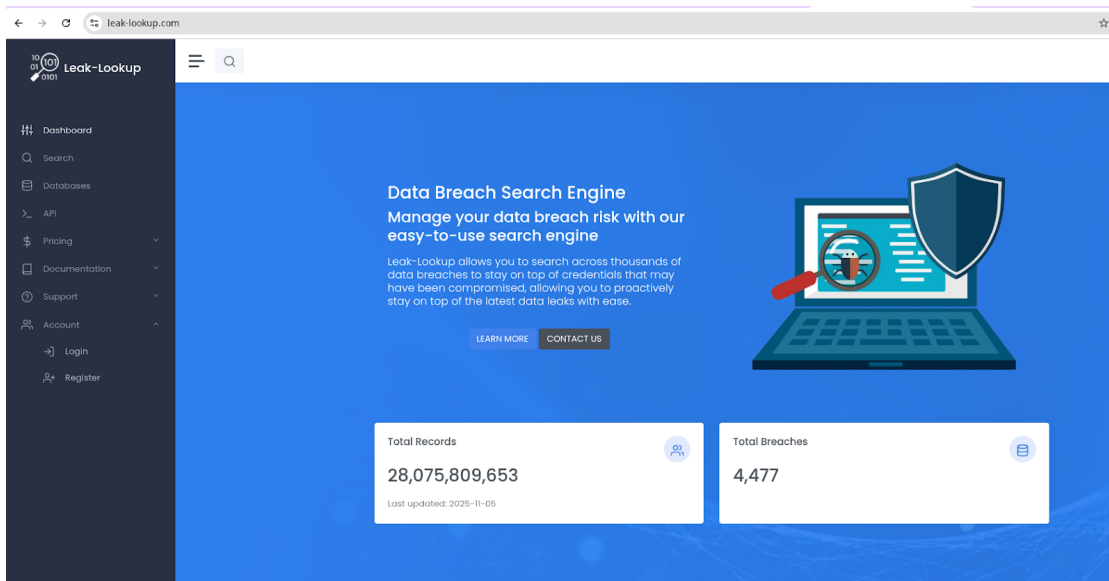 leak-lookup.com
10
01 101
0101
Leak-Lookup
Dashboard
Search
Databases
API
Pricing
Documentation
Support
Account
Login
Register
Data Breach Search Engine
Manage your data breach risk with our
easy-to-use search engine
Leak-Lookup allows you to search across thousands of
data breaches to stay on top of credentials that may
have been compromised, allowing you to proactively
stay on top of the latest data leaks with ease.
LEARN MORE CONTACT US
Total Records
28,075,809,653
Last updated: 2025-11-05
Total Breaches
4,477